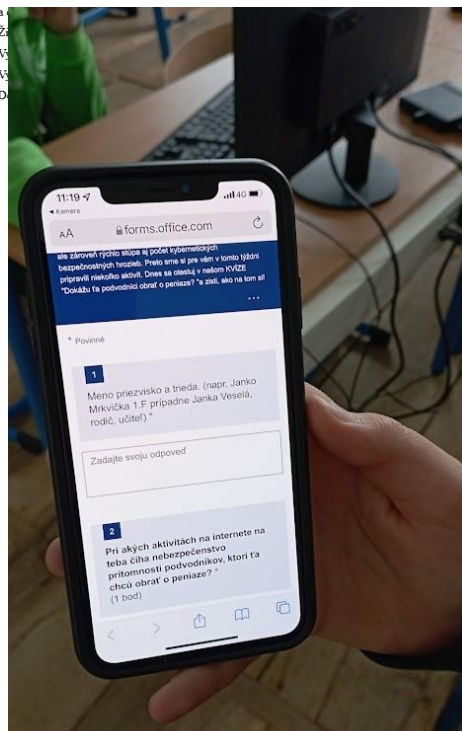 11:19
Kamera
4G
AA
forms.office.com
ale zároveň rýchlo stúpa aj počet kybernetických
bezpečnostných hrozieb. Preto sme si pre vém v tomto týždni
pripravili niekoľko aktivít. Dnes sa otestuj v našom KVÍZE
"Dokážu ťa podvodníci obrať o peniaze? "a zisti, ako na tom si!
...
* Povinné
1
Meno priezvisko a trieda. (napr. Janko
Mrkvička 1.F prípadne Janka Veselá,
rodič, učiteľ) *
Zadajte svoju odpoveď
2
Pri akých aktivitách na internete na
teba číha nebezpečenstvo
prítomnosti podvodníkov, ktorí ťa
chcú obrať o peniaze? *
(1 bod)